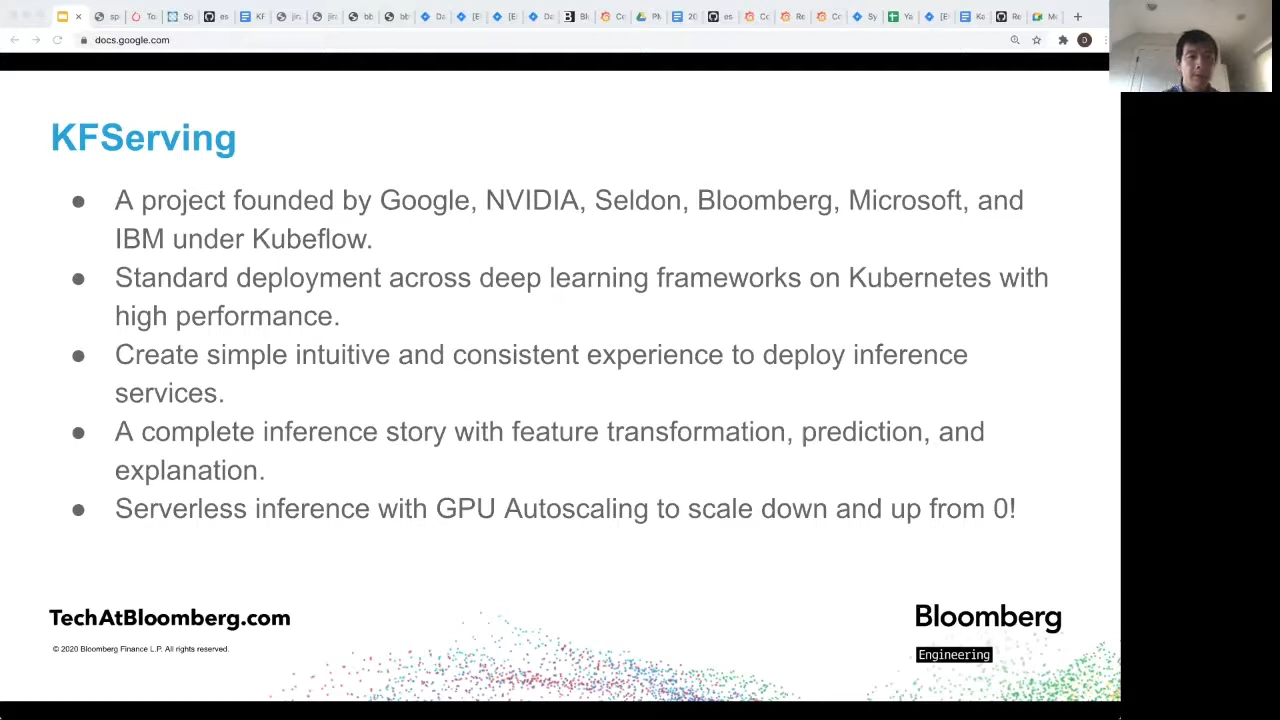 docs.google.com
KFServing
● A project founded by Google, NVIDIA, Seldon, Bloomberg, Microsoft, and
IBM under Kubeflow.
● Standard deployment across deep learning frameworks on Kubernetes with
high performance.
● Create simple intuitive and consistent experience to deploy inference
services.
● A complete inference story with feature transformation, prediction, and
explanation.
● Serverless inference with GPU Autoscaling to scale down and up from 0!
TechAtBloomberg.com
Bloomberg
© 2020 Bloomberg Finance L.P. All rights reserved.
Engineering